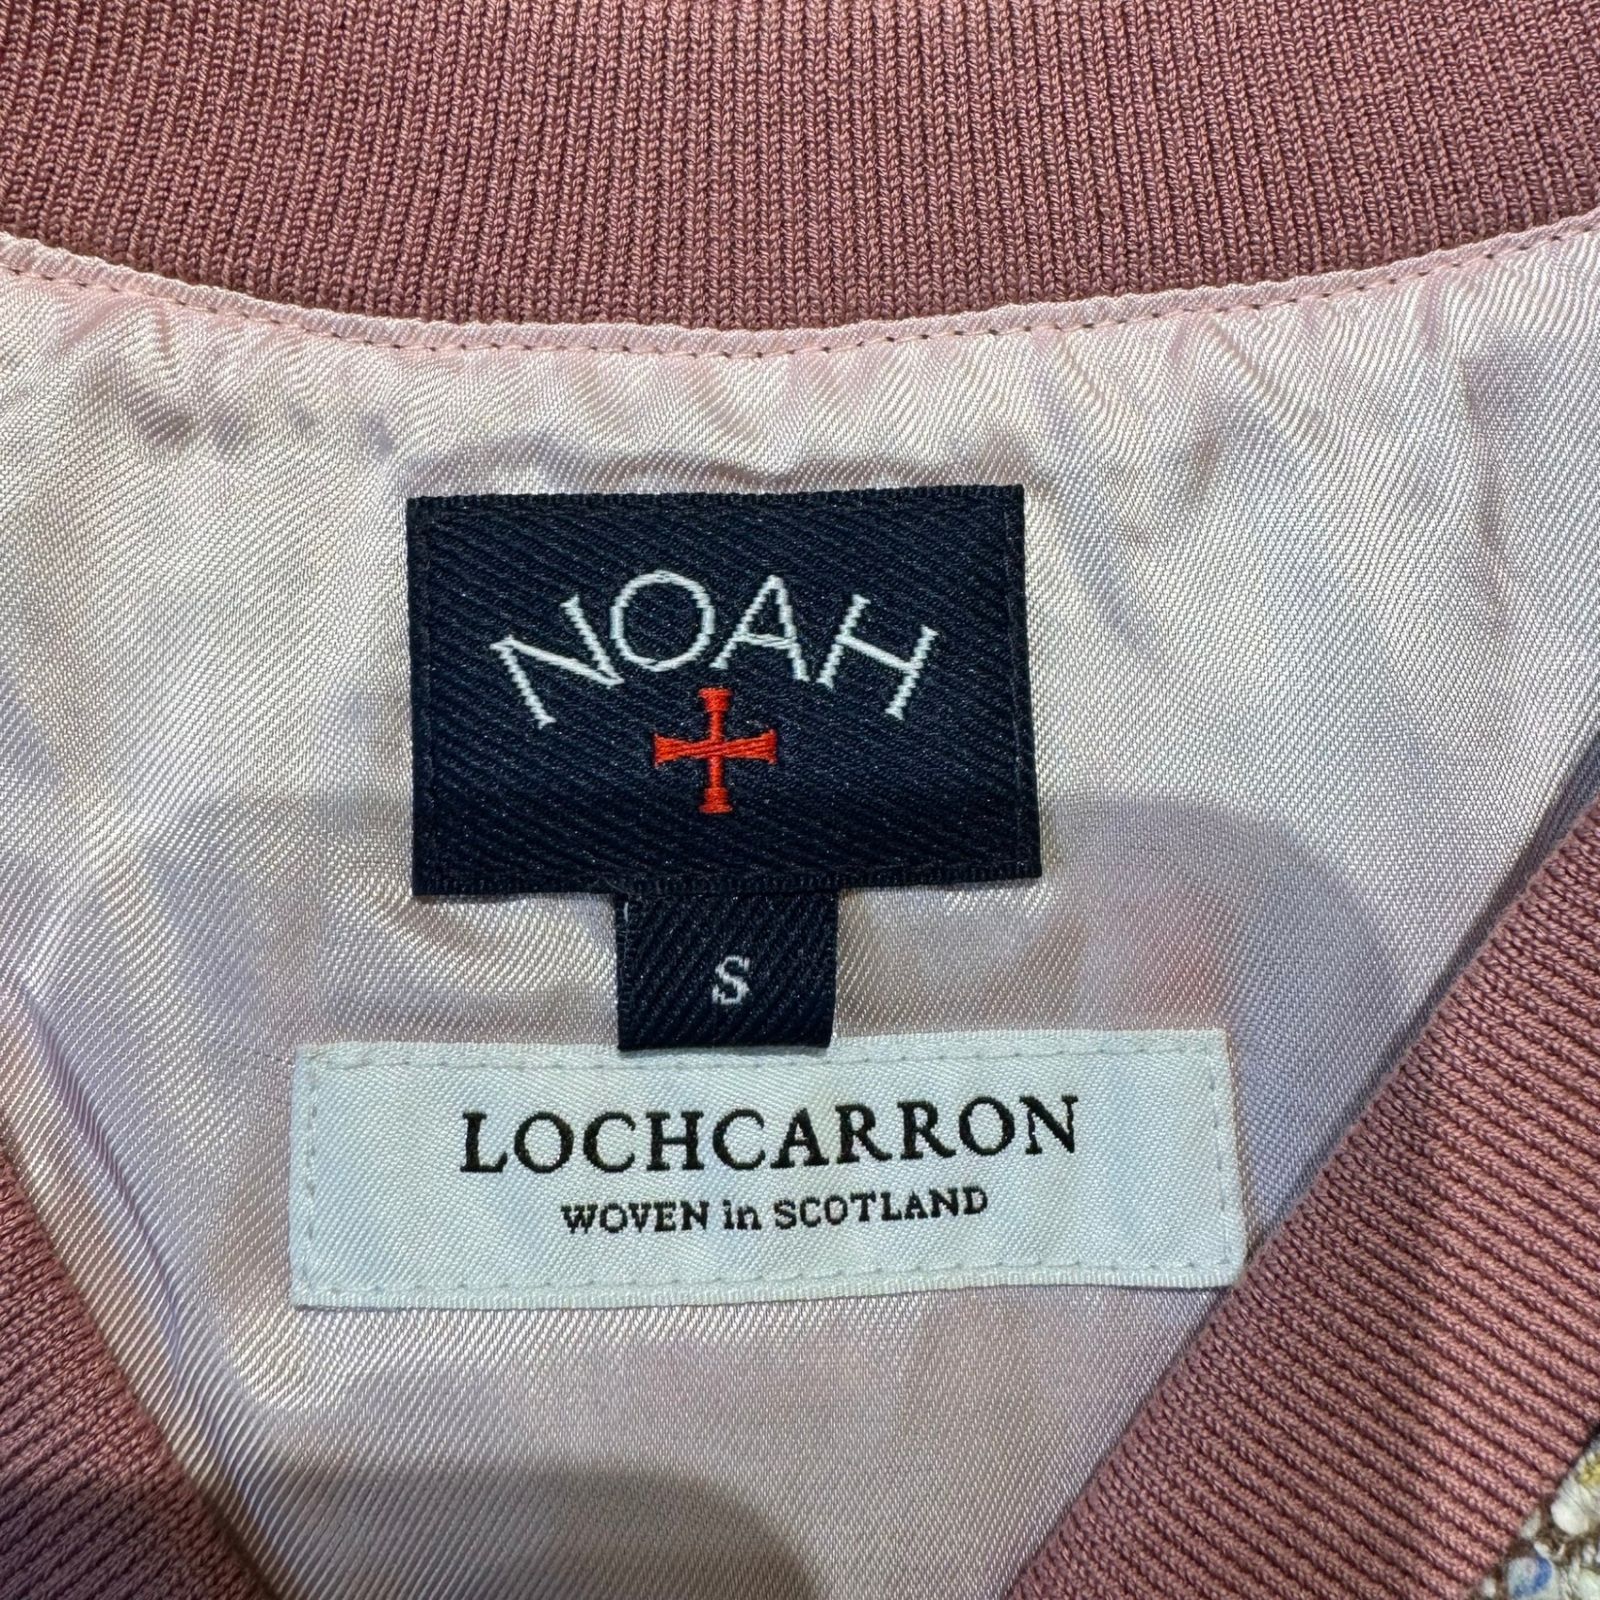 NOAH
S
LOCHCARRON
WOVEN in SCOTLAND